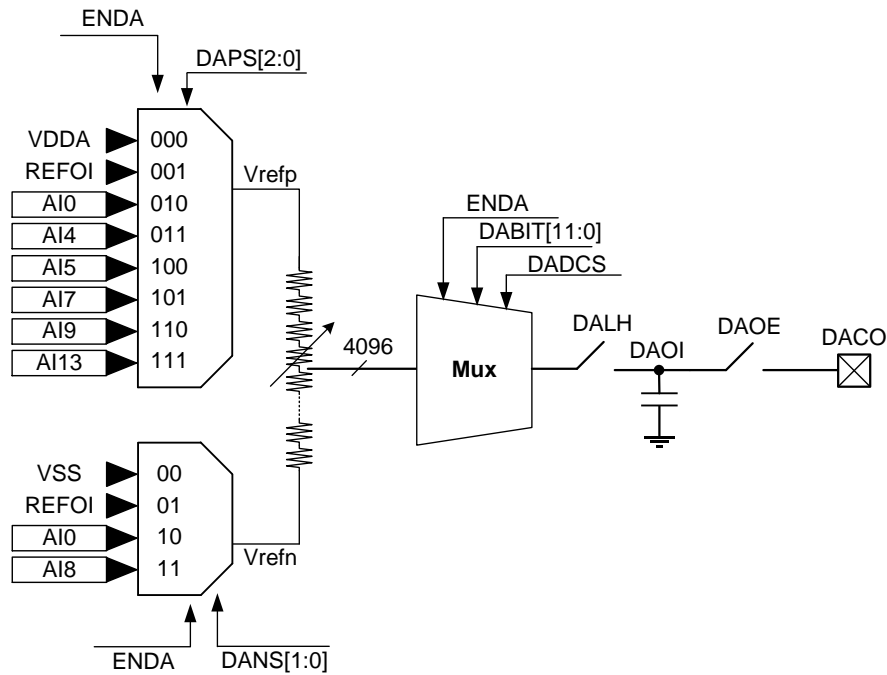 ENDA
DAPS[2:0]
VDDA 000
REFOI 001
AI0 010
AI4 011
AI5 100
AI7 101
AI9 110
AI13 111
Vrefp
ENDA
DABIT[11:0]
DADCS
4096
Mux
DALH
DAOI
DAOE
DACO
VSS 00
REFOI 01
AI0 10
AI8 11
Vrefn
ENDA
DANS[1:0]